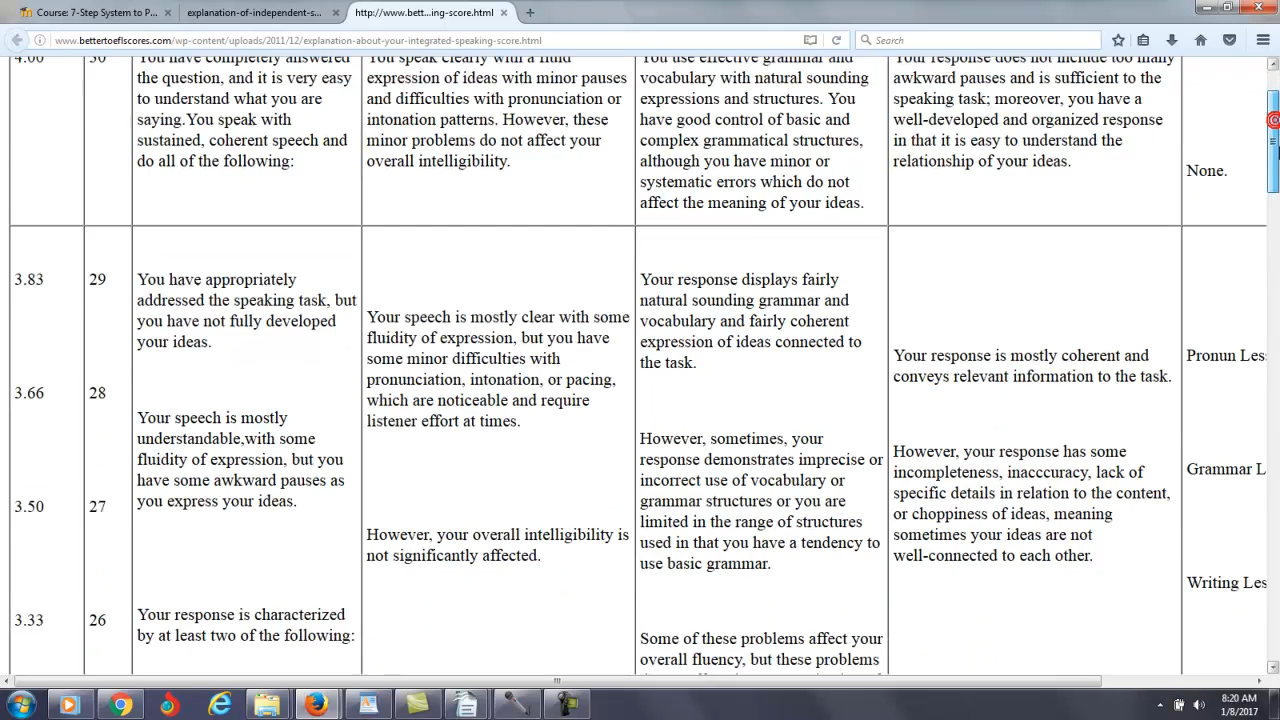 Course: 7-Step System to P...
explanation-of-independent-s...
http://www.bett...ing-score.html
www.bettertoeflscores.com/wp-content/uploads/2011/12/explanation-about-your-integrated-speaking-score.html
Search
4.00
30
You have completely answered
the question, and it is very easy
to understand what you are
saying.You speak with
sustained, coherent speech and
do all of the following:
You speak clearly with a fluid
expression of ideas with minor pauses
and difficulties with pronunciation or
intonation patterns. However, these
minor problems do not affect your
overall intelligibility.
You use effective grammar and
vocabulary with natural sounding
expressions and structures. You
have good control of basic and
complex grammatical structures,
although you have minor or
systematic errors which do not
affect the meaning of your ideas.
Your response does not include too many
awkward pauses and is sufficient to the
speaking task; moreover, you have a
well-developed and organized response
in that it is easy to understand the
relationship of your ideas.
None.
3.83
29
3.66
28
3.50
27
3.33
26
You have appropriately
addressed the speaking task, but
you have not fully developed
your ideas.
Your speech is mostly
understandable,with some
fluidity of expression, but you
have some awkward pauses as
you express your ideas.
Your response is characterized
by at least two of the following:
Your speech is mostly clear with some
fluidity of expression, but you have
some minor difficulties with
pronunciation, intonation, or pacing,
which are noticeable and require
listener effort at times.
However, your overall intelligibility is
not significantly affected.
Your response displays fairly
natural sounding grammar and
vocabulary and fairly coherent
expression of ideas connected to
the task.
However, sometimes, your
response demonstrates imprecise or
incorrect use of vocabulary or
grammar structures or you are
limited in the range of structures
used in that you have a tendency to
use basic grammar.
Some of these problems affect your
overall fluency, but these problems
Your response is mostly coherent and
conveys relevant information to the task.
However, your response has some
incompleteness, inacccuracy, lack of
specific details in relation to the content,
or choppiness of ideas, meaning
sometimes your ideas are not
well-connected to each other.
Pronun Les
Grammar L
Writing Les
8:20 AM
1/8/2017